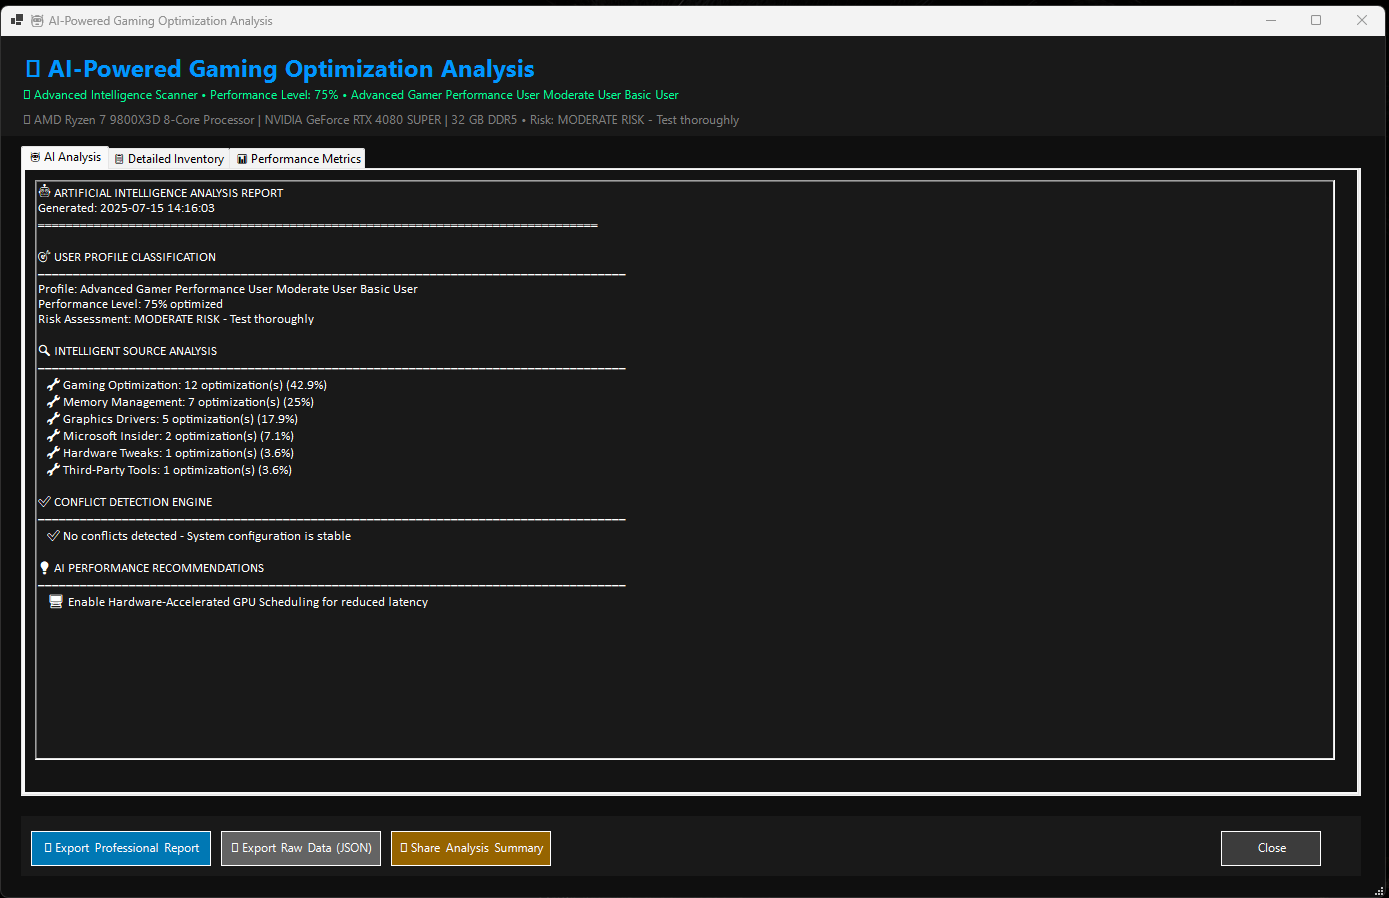 AI-Powered Gaming Optimization Analysis
AI-Powered Gaming Optimization Analysis
Advanced Intelligence Scanner • Performance Level: 75% • Advanced Gamer Performance User Moderate User Basic User
AMD Ryzen 7 9800X3D 8-Core Processor | NVIDIA GeForce RTX 4080 SUPER | 32 GB DDR5 • Risk: MODERATE RISK - Test thoroughly
AI Analysis
Detailed Inventory
Performance Metrics
ARTIFICIAL INTELLIGENCE ANALYSIS REPORT
Generated: 2025-07-15 14:16:03
USER PROFILE CLASSIFICATION
Profile: Advanced Gamer Performance User Moderate User Basic User
Performance Level: 75% optimized
Risk Assessment: MODERATE RISK - Test thoroughly
INTELLIGENT SOURCE ANALYSIS
Gaming Optimization: 12 optimization(s) (42.9%)
Memory Management: 7 optimization(s) (25%)
Graphics Drivers: 5 optimization(s) (17.9%)
Microsoft Insider: 2 optimization(s) (7.1%)
Hardware Tweaks: 1 optimization(s) (3.6%)
Third-Party Tools: 1 optimization(s) (3.6%)
CONFLICT DETECTION ENGINE
No conflicts detected - System configuration is stable
AI PERFORMANCE RECOMMENDATIONS
Enable Hardware-Accelerated GPU Scheduling for reduced latency
Export Professional Report
Export Raw Data (JSON)
Share Analysis Summary
Close